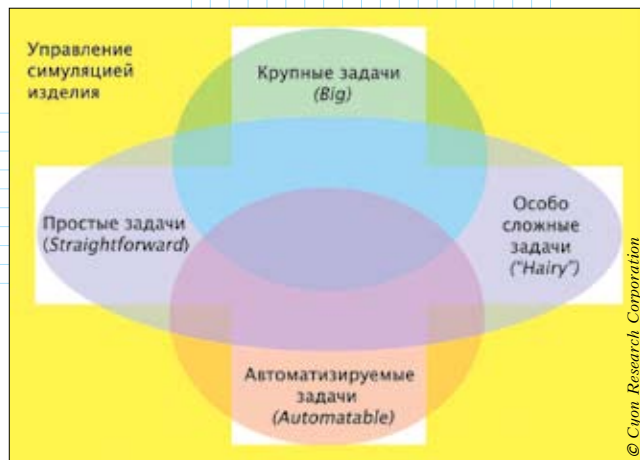 Управление
симуляцией
изделия
Крупные задачи
(Big)
Простые задачи
(Straightforward)
Особо
сложные
задачи
("Hairy")
Автоматизируемые
задачи
(Automatable)
© Cyon Research Corporation